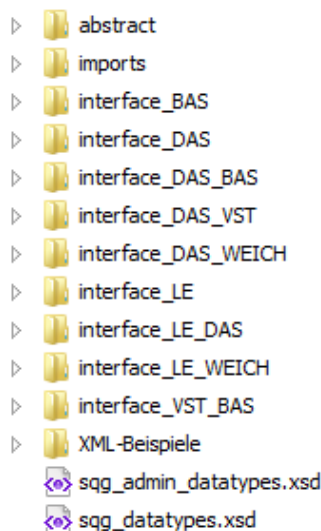 abstract
imports
interface_BAS
interface_DAS
interface_DAS_BAS
interface_DAS_VST
interface_DAS_WEICH
interface_LE
interface_LE_DAS
interface_LE_WEICH
interface_VST_BAS
XML-Beispiele
sqg_admin_datatypes.xsd
sqg_datatypes.xsd